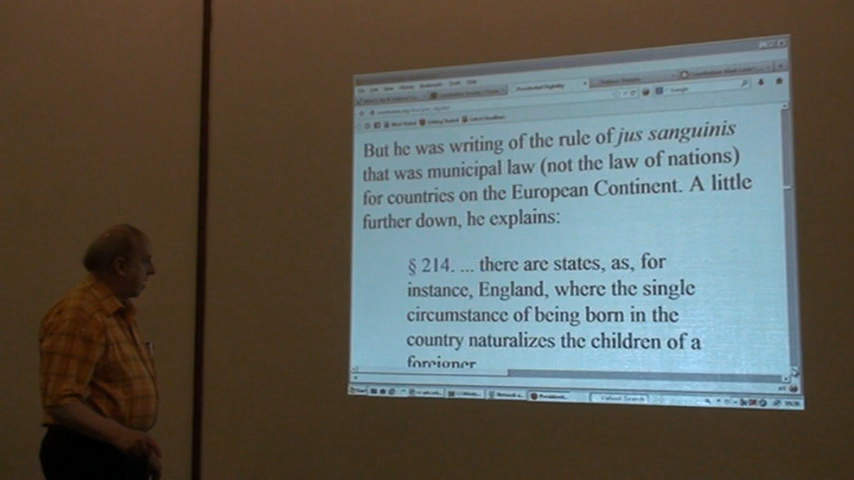 But he was writing of the rule of jus sanguinis
that was municipal law (not the law of nations)
for countries on the European Continent. A little
further down, he explains:
§ 214. ... there are states, as, for
instance, England, where the single
circumstance of being born in the
country naturalizes the children of a
foreigner